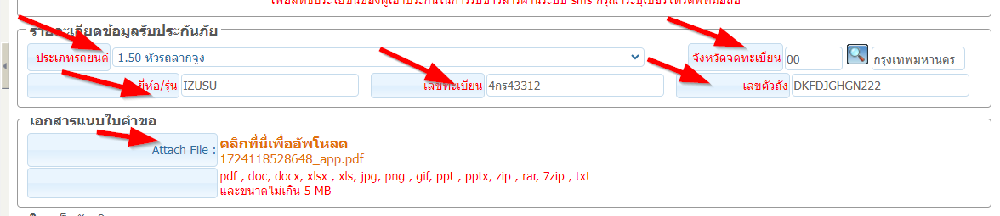 เพื่อสิทธิประโยชน์ของผู้เอาประกันในการรับข่าวสารผ่านระบบ sms กรุณาระบุเบอร์โทรศัพท์มือถือ
รายละเอียดข้อมูลรับประกันภัย
ประเภทรถยนต์ 1.50 หัวรถลากจูง จังหวัดจดทะเบียน 00 กรุงเทพมหานคร
ยี่ห้อ/รุ่น IZUSU เลขทะเบียน 4กร43312 เลขตัวถัง DKFDJGHGN222
เอกสารแนบใบคำขอ
Attach File : คลิกที่นี่เพื่ออัพโหลด
1724118528648_app.pdf
pdf , doc, docx, xlsx , xls, jpg, png , gif, ppt , pptx, zip , rar, 7zip , txt
และขนาดไม่เกิน 5 MB